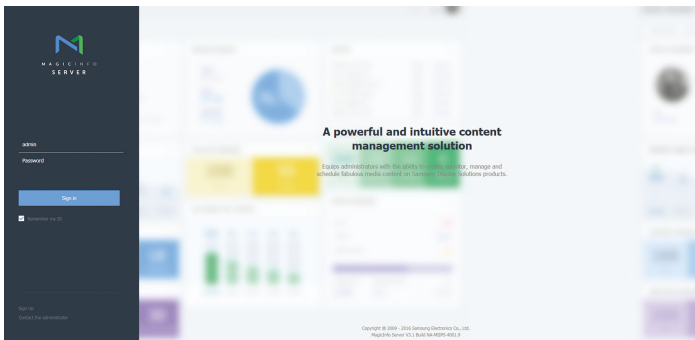 MAGICINFO
SERVER
admin
Password
Sign in
Remember my ID
Sign Up
Contact the administrator
A powerful and intuitive content
management solution
Equips administrators with the ability to create, monitor, manage and
schedule fabulous media content on Samsung Display Solutions products.
Copyright © 2009 - 2016 Samsung Electronics Co., Ltd.
MagicInfo Server V3.1 Build NA-MISPS-4001.9